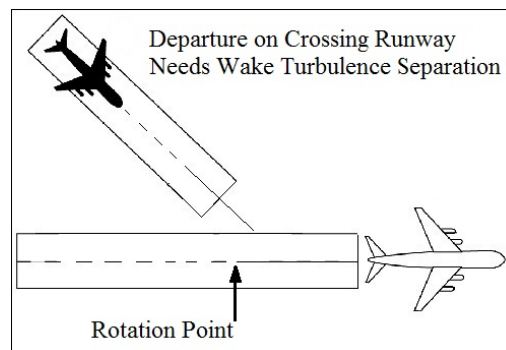 Departure on Crossing Runway
Needs Wake Turbulence Separation
Rotation Point